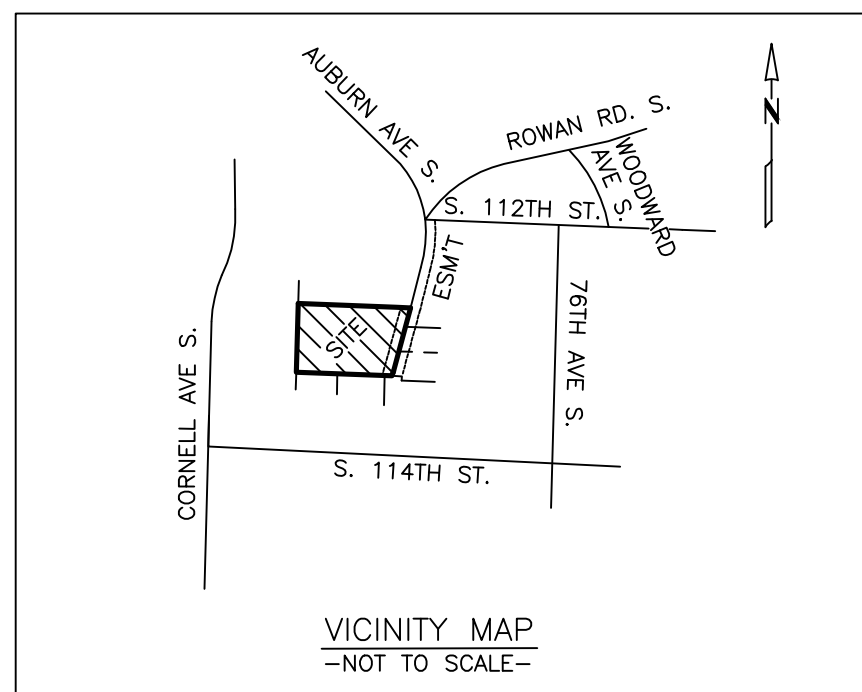 AUBURN AVE S.
ROWAN RD. S.
WOODWARD
AVE S.
N
S. 112TH ST.
ESM'T
76TH AVE S.
SITE
CORNELL AVE S.
S. 114TH ST.
VICINITY MAP
-NOT TO SCALE-